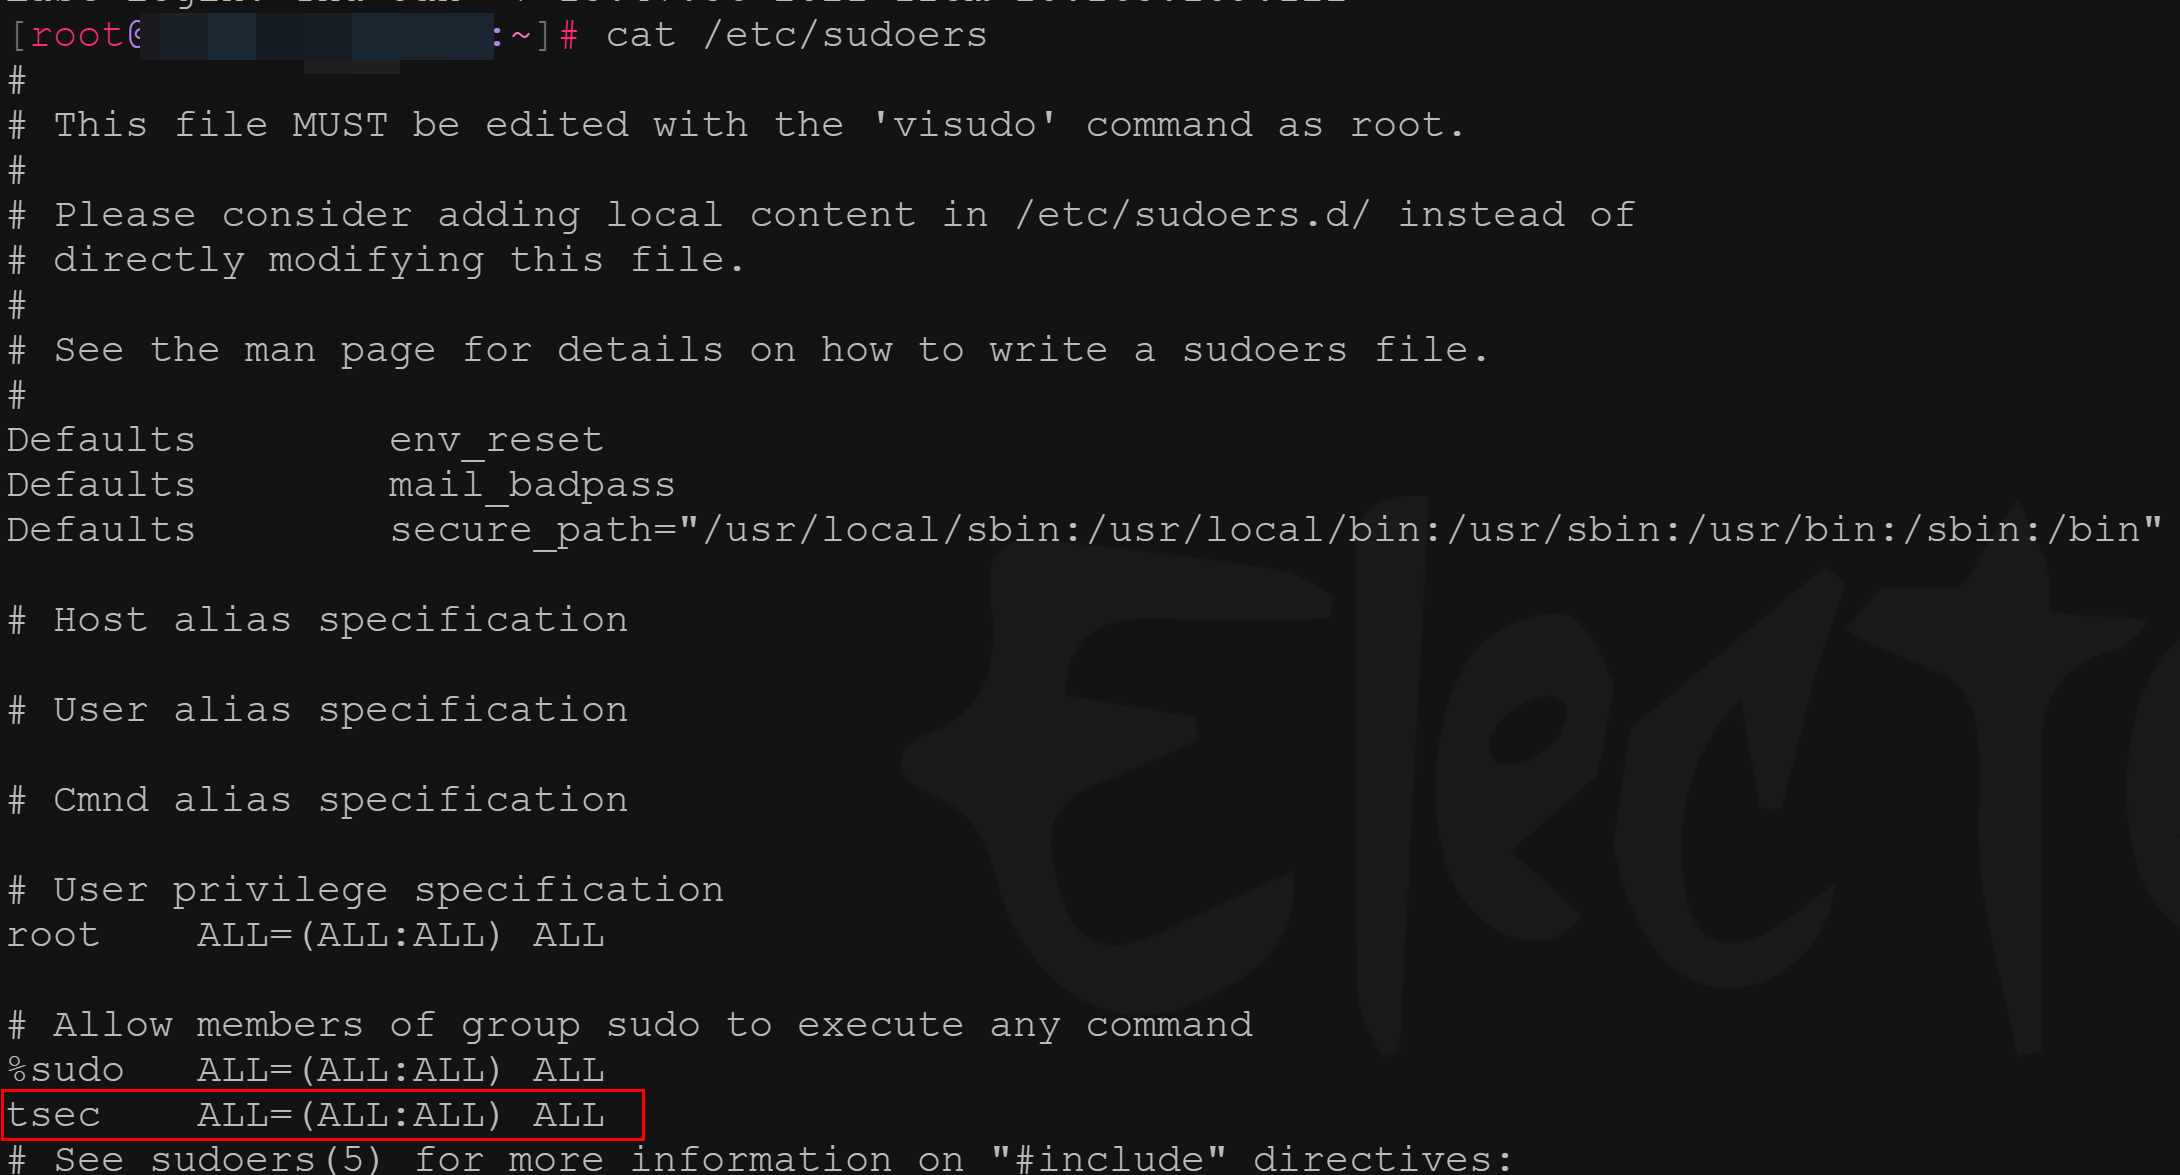 [root@ :~]# cat /etc/sudoers
#
# This file MUST be edited with the 'visudo' command as root.
#
# Please consider adding local content in /etc/sudoers.d/ instead of
# directly modifying this file.
#
# See the man page for details on how to write a sudoers file.
#
Defaults        env_reset
Defaults        mail_badpass
Defaults        secure_path="/usr/local/sbin:/usr/local/bin:/usr/sbin:/usr/bin:/sbin:/bin"
# Host alias specification
# User alias specification
# Cmnd alias specification
# User privilege specification
root    ALL=(ALL:ALL) ALL
# Allow members of group sudo to execute any command
%sudo   ALL=(ALL:ALL) ALL
tsec    ALL=(ALL:ALL) ALL
# See sudoers(5) for more information on "#include" directives:
Elect